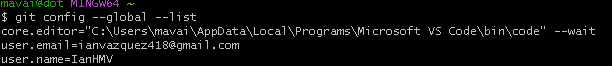 mavai@dot MINGW64 ~
$ git config --global --list
core.editor="C:\Users\mavai\AppData\Local\Programs\Microsoft VS Code\bin\code" --wait
user.email=ianvazquez418@gmail.com
user.name=IanHMV